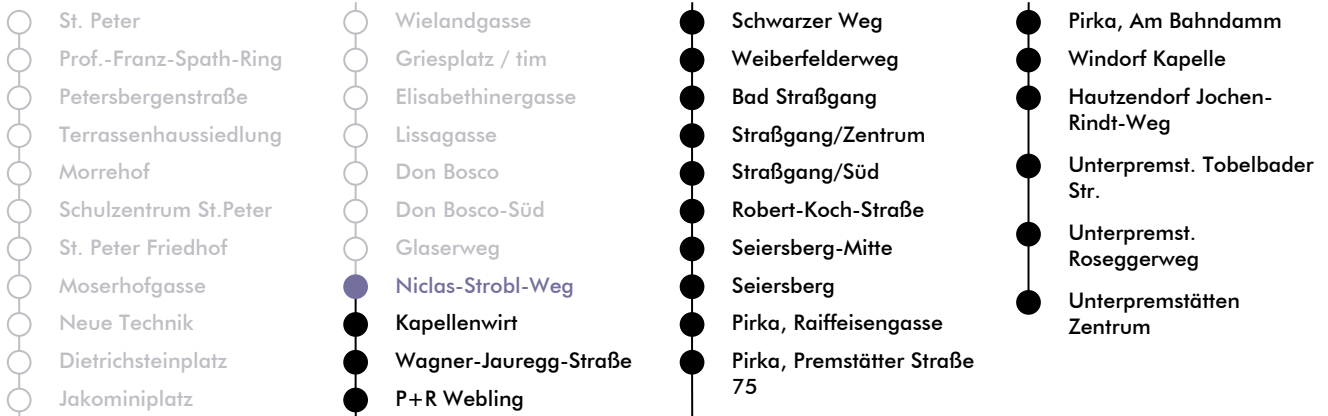 St. Peter
Prof.-Franz-Spath-Ring
Petersbergenstraße
Terrassenhaussiedlung
Morrehof
Schulzentrum St.Peter
St. Peter Friedhof
Moserhofgasse
Neue Technik
Dietrichsteinplatz
Jakominiplatz
Wielandgasse
Griesplatz / tim
Elisabethinergasse
Lissagasse
Don Bosco
Don Bosco-Süd
Glaserweg
Niclas-Strobl-Weg
Kapellenwirt
Wagner-Jauregg-Straße
P+R Webling
Schwarzer Weg
Weiberfelderweg
Bad Straßgang
Straßgang/Zentrum
Straßgang/Süd
Robert-Koch-Straße
Seiersberg-Mitte
Seiersberg
Pirka, Raiffeisengasse
Pirka, Premstätter Straße
75
Pirka, Am Bahndamm
Windorf Kapelle
Hautzendorf Jochen-
Rindt-Weg
Unterpremst. Tobelbader
Str.
Unterpremst.
Roseggerweg
Unterpremstätten
Zentrum